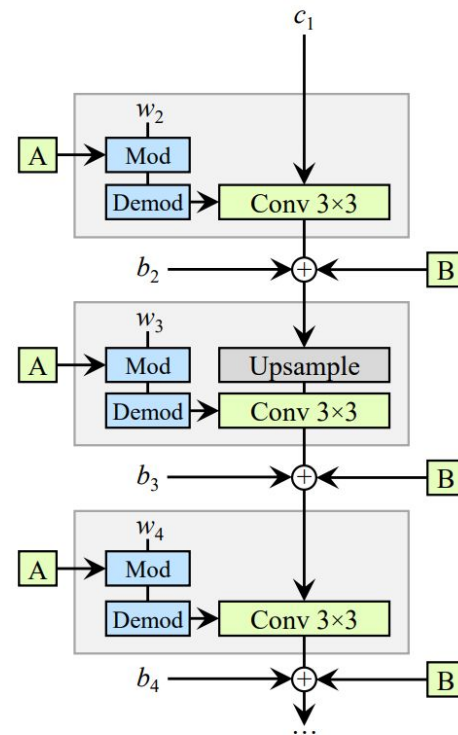 c₁
w₂
A Mod
Demod Conv 3×3
b₂ + B
w₃
A Mod Upsample
Demod Conv 3×3
b₃ + B
w₄
A Mod
Demod Conv 3×3
b₄ + B
...